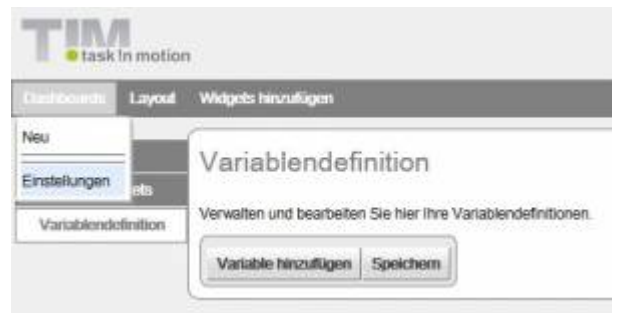 TIM
task!n motion
Dashboards Layout Widgets hinzufügen
Neu
Einstellungen
ets
Variablendefinition
Variablendefinition
Verwalten und bearbeiten Sie hier Ihre Variablendefinitionen.
Variable hinzufügen Speichern